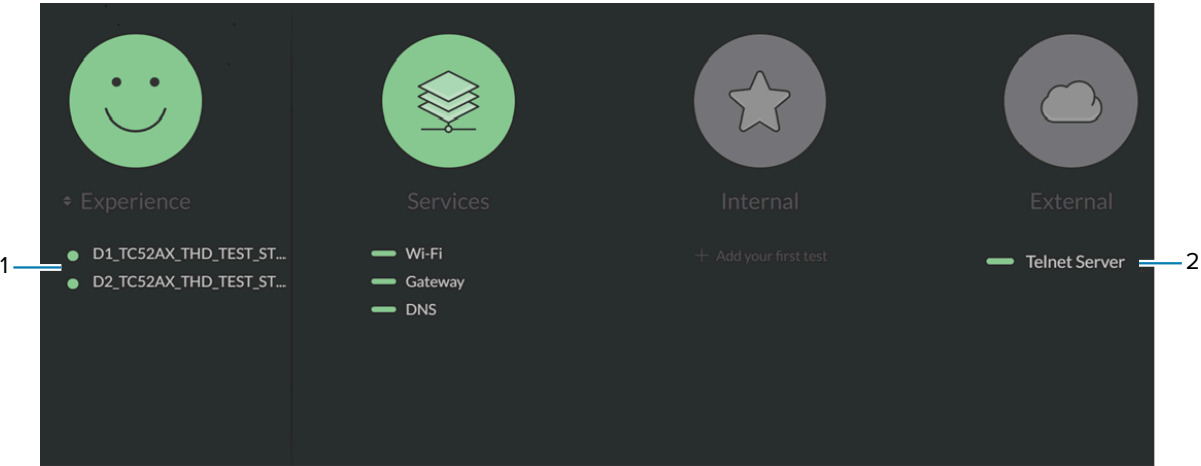 Experience
Services
Internal
External
1
D1_TC52AX_THD_TEST_ST...
D2_TC52AX_THD_TEST_ST...
Wi-Fi
Gateway
DNS
+ Add your first test
Telnet Server
2